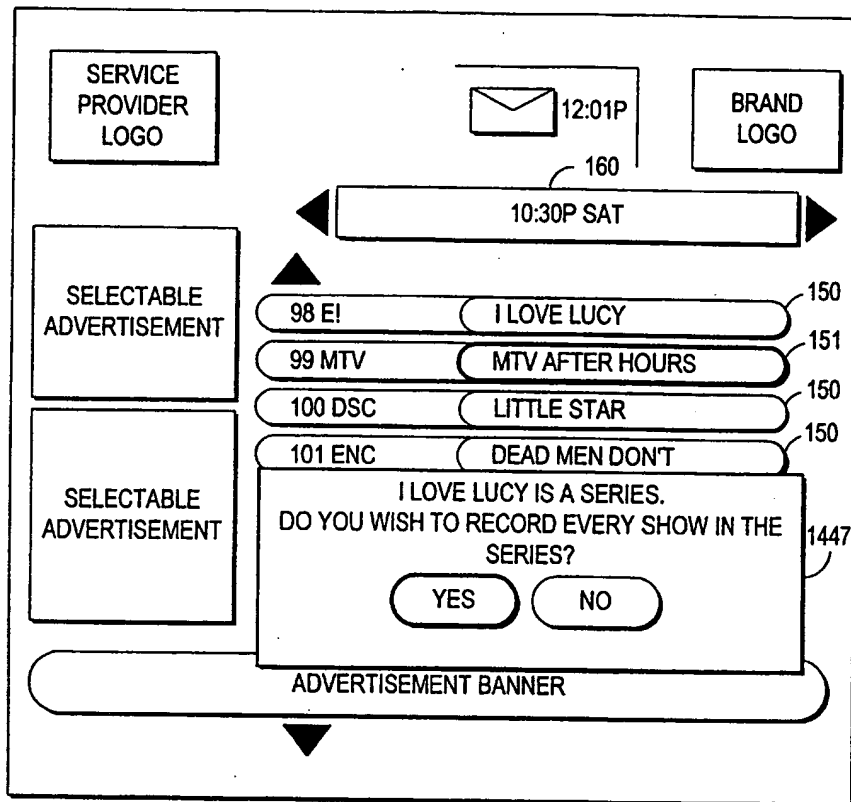 SERVICE
PROVIDER
LOGO
12:01P
BRAND
LOGO
160
10:30P SAT
SELECTABLE
ADVERTISEMENT
98 E! I LOVE LUCY 150
99 MTV MTV AFTER HOURS 151
100 DSC LITTLE STAR 150
101 ENC DEAD MEN DON'T 150
SELECTABLE
ADVERTISEMENT
I LOVE LUCY IS A SERIES.
DO YOU WISH TO RECORD EVERY SHOW IN THE
SERIES?
1447
YES NO
ADVERTISEMENT BANNER